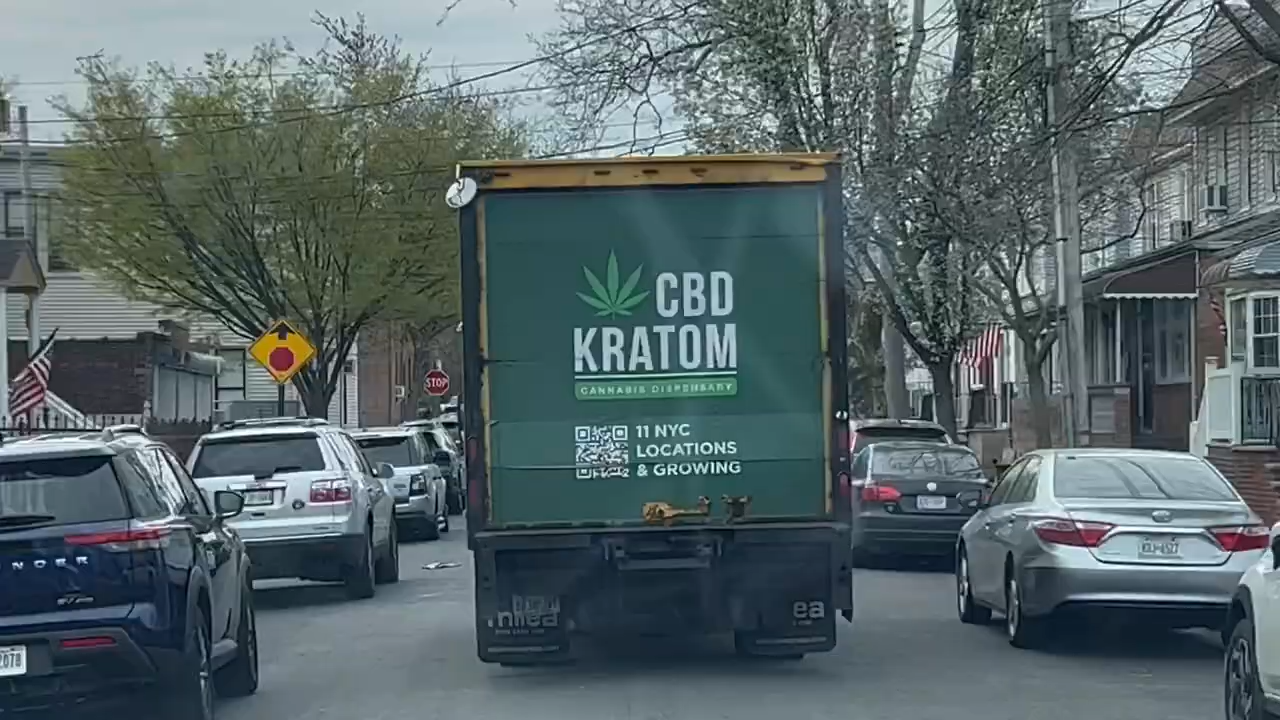 CBD
KRATOM
CANNABIS DISPENSARY
11 NYC
LOCATIONS
& GROWING
STOP